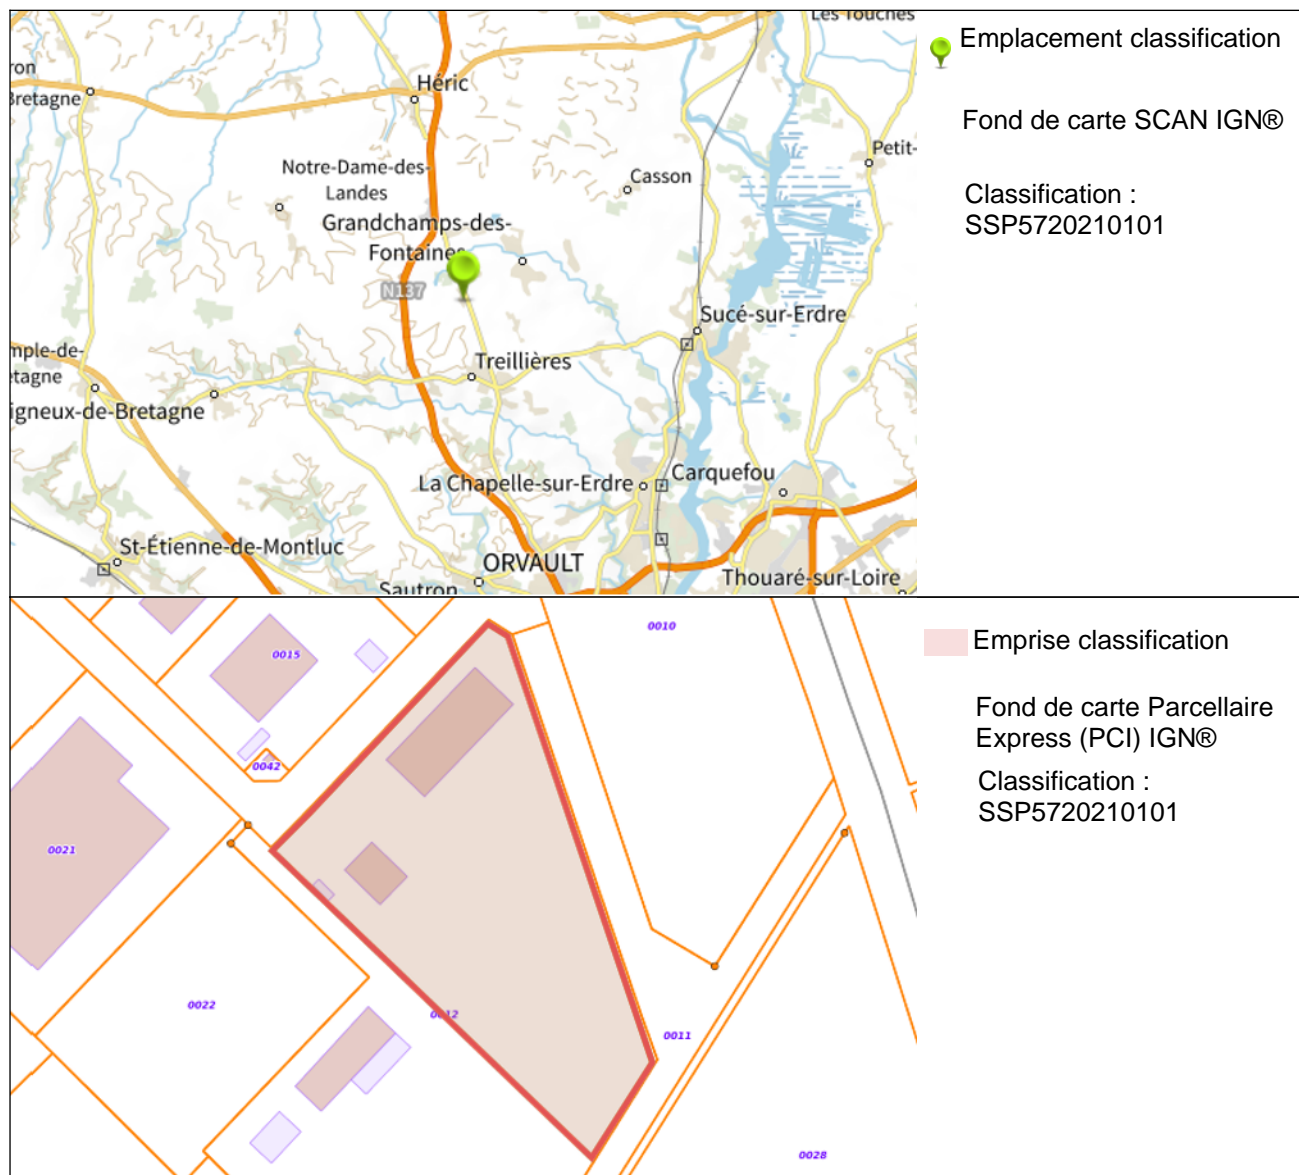 Les Touches
Emplacement classification
ron
Héric
Bretagne
Fond de carte SCAN IGN®
Petit-
Notre-Dame-des-
Landes
Casson
Classification :
SSP5720210101
Grandchamps-des-
Fontaines
N137
Sucé-sur-Erdre
mple-de-
etagne
Treillières
igneux-de-Bretagne
La Chapelle-sur-Erdre
Carquefou
St-Étienne-de-Montluc
ORVAULT
Sautron
Thouaré-sur-Loire
0010
Emprise classification
0015
Fond de carte Parcellaire
Express (PCI) IGN®
0042
Classification :
SSP5720210101
0021
0022
0012
0011
0028